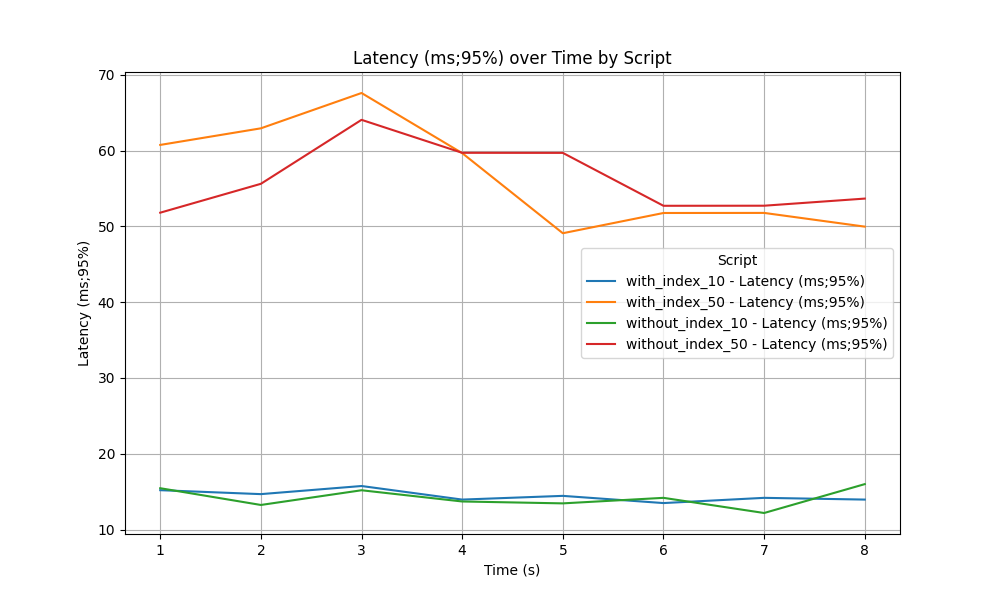 Latency (ms;95%) over Time by Script
Latency (ms;95%)
70
60
50
40
30
20
10
Script
with_index_10 - Latency (ms;95%)
with_index_50 - Latency (ms;95%)
without_index_10 - Latency (ms;95%)
without_index_50 - Latency (ms;95%)
1 2 3 4 5 6 7 8
Time (s)